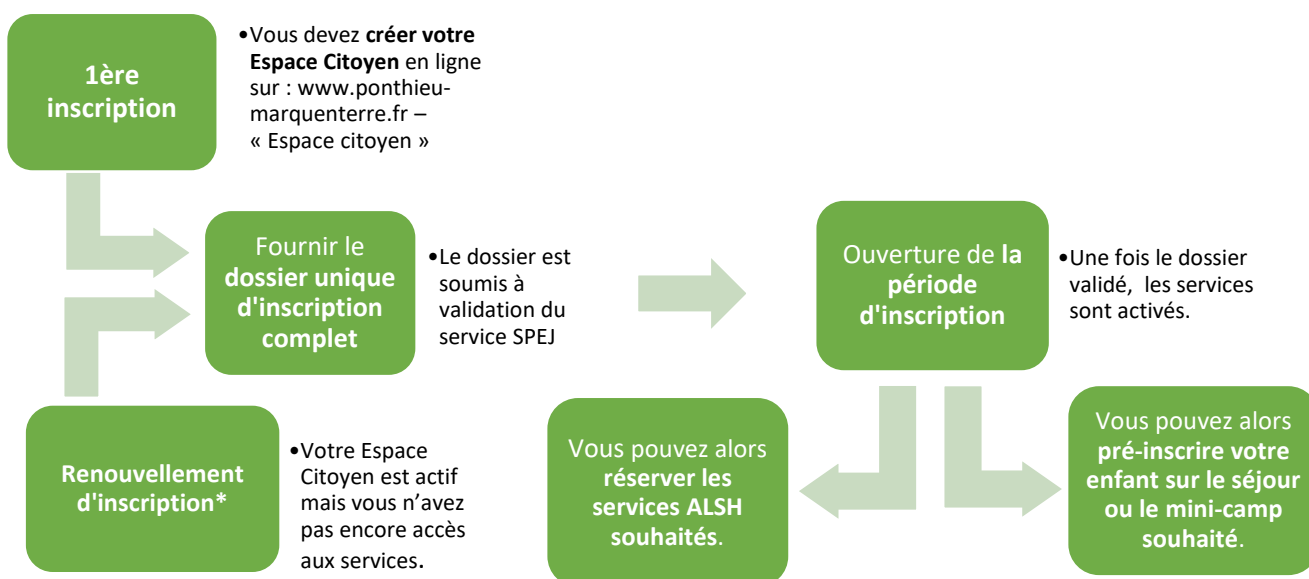 1ère
inscription
•Vous devez créer votre
Espace Citoyen en ligne
sur : www.ponthieu-
marquenterre.fr –
« Espace citoyen »
Fournir le
dossier unique
d'inscription
complet
•Le dossier est
soumis à
validation du
service SPEJ
Ouverture de la
période
d'inscription
•Une fois le dossier
validé, les services
sont activés.
Renouvellement
d'inscription*
•Votre Espace
Citoyen est actif
mais vous n'avez
pas encore accès
aux services.
Vous pouvez alors
réserver les
services ALSH
souhaités.
Vous pouvez alors
pré-inscrire votre
enfant sur le séjour
ou le mini-camp
souhaité.